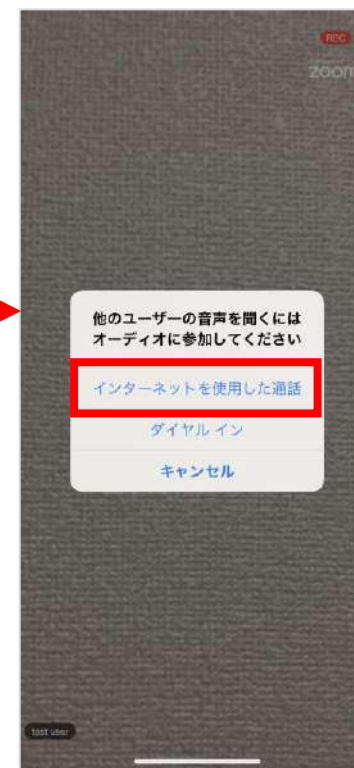 REC
zoom
他のユーザーの音声を聞くには
オーディオに参加してください
インターネットを使用した通話
ダイヤル イン
キャンセル
test user